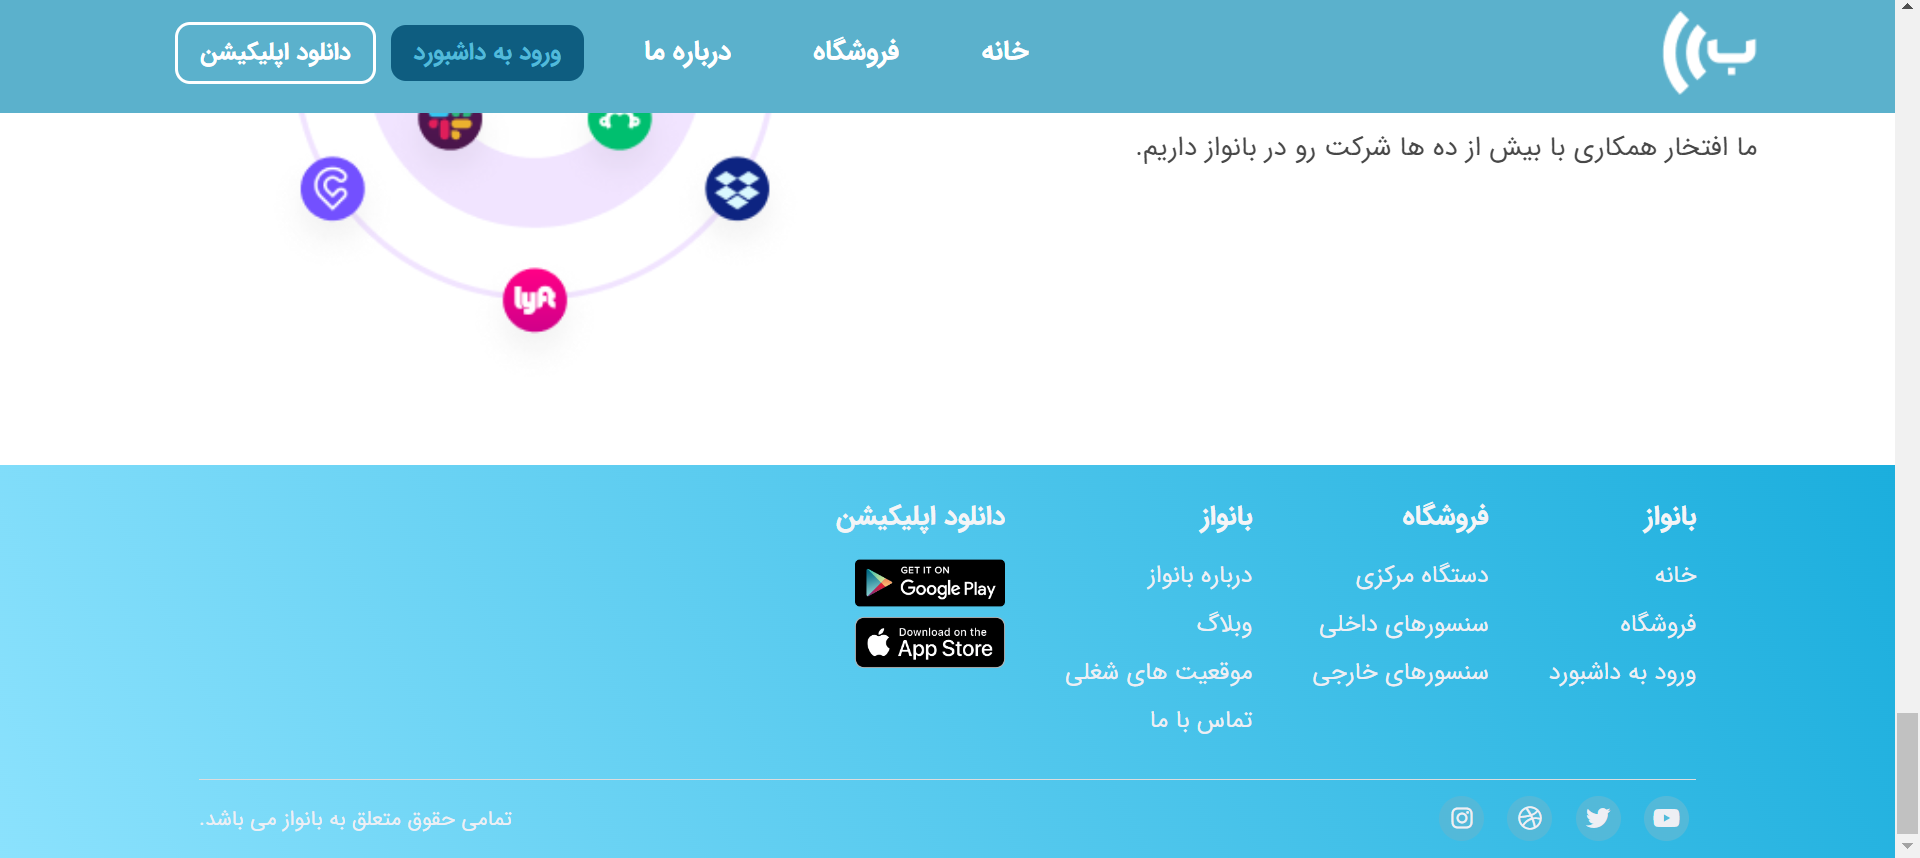 ب
خانه
فروشگاه
درباره ما
ورود به داشبورد
دانلود اپلیکیشن
ما افتخار همکاری با بیش از ده ها شرکت رو در بانواز داریم.
lyft
بانواز
خانه
فروشگاه
ورود به داشبورد
فروشگاه
دستگاه مرکزی
سنسورهای داخلی
سنسورهای خارجی
بانواز
درباره بانواز
وبلاگ
موقعیت های شغلی
تماس با ما
دانلود اپلیکیشن
GET IT ON
Google Play
Download on the
App Store
تمامی حقوق متعلق به بانواز می باشد.